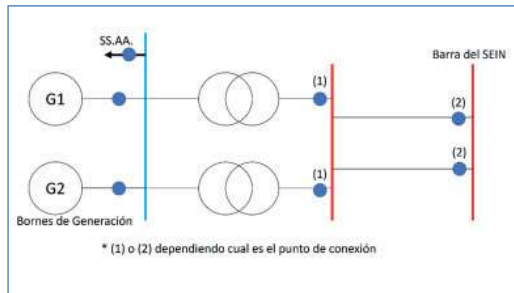 SS.AA.
Barra del SEIN
G1
(1)
(2)
(2)
G2
(1)
Bornes de Generación
* (1) o (2) dependiendo cual es el punto de conexión